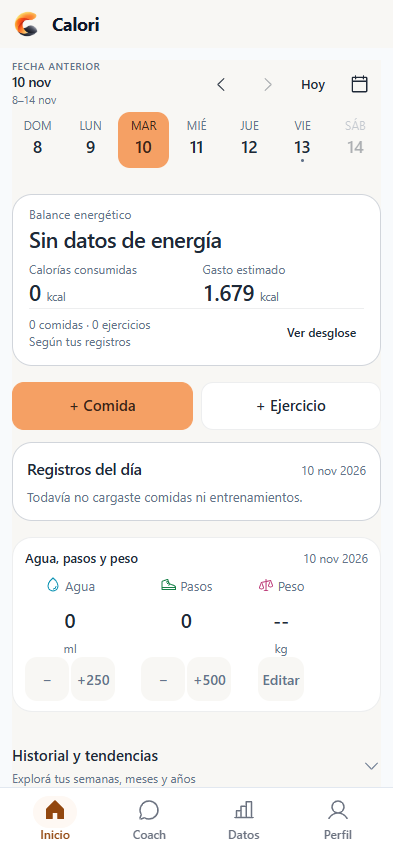 Calori
FECHA ANTERIOR
10 nov
8–14 nov
Hoy
DOM LUN MAR MIÉ JUE VIE SÁB
8 9 10 11 12 13 14
Balance energético
Sin datos de energía
Calorías consumidas Gasto estimado
0 kcal 1.679 kcal
0 comidas · 0 ejercicios
Según tus registros
Ver desglose
+ Comida + Ejercicio
Registros del día 10 nov 2026
Todavía no cargaste comidas ni entrenamientos.
Agua, pasos y peso 10 nov 2026
Agua Pasos Peso
0 0 --
ml kg
− +250 − +500 Editar
Historial y tendencias
Explorá tus semanas, meses y años
Inicio Coach Datos Perfil